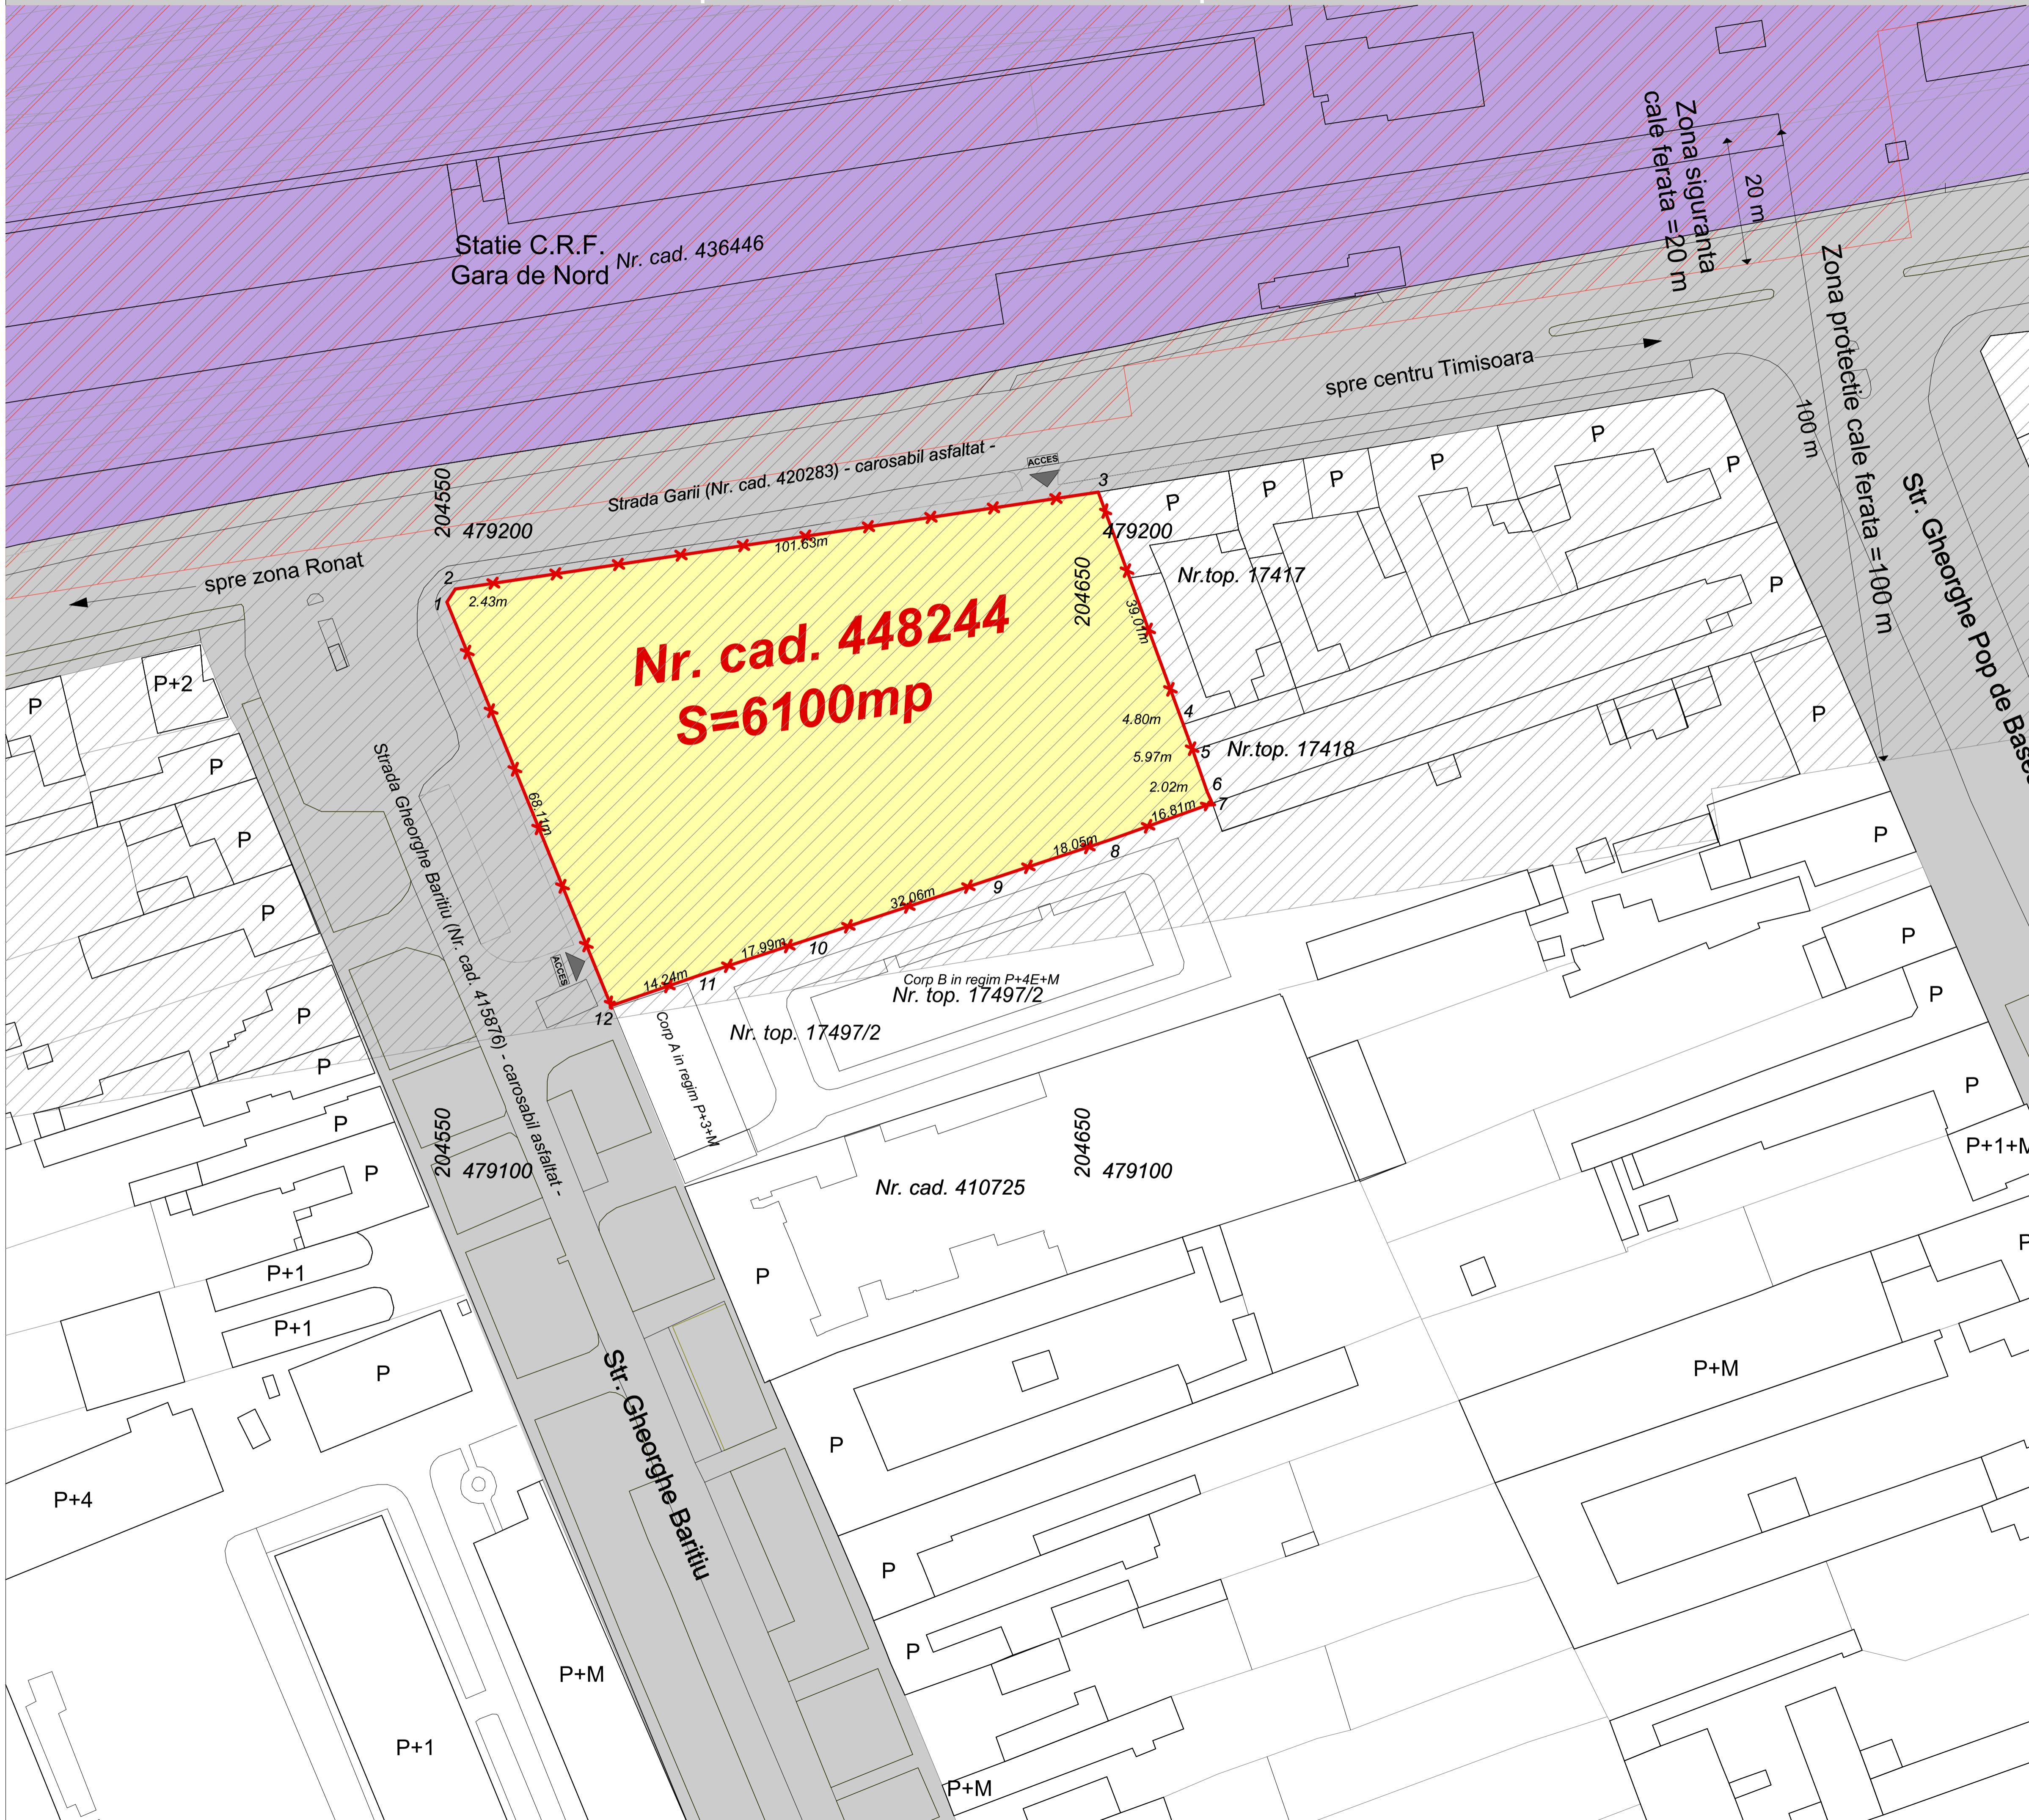 Zona siguranta
cale ferata =20 m
20 m
Statie C.R.F.
Gara de Nord
Nr. cad. 436446
Zona protectie cale ferata =100 m
100 m
spre centru Timisoara
Str. Gheorghe Pop de Base
Strada Garii (Nr. cad. 420283) - carosabil asfaltat -
ACCES
3
P
P
P
P
P
P
204550
479200
101.63m
479200
spre zona Ronat
2
1
2.43m
204650
39.01m
Nr.top. 17417
P
Nr. cad. 448244
S=6100mp
P
P+2
4.80m
4
5.97m
5
Nr.top. 17418
P
2.02m
6
7
P
Strada Gheorghe Baritiu (Nr. cad. 415876) - carosabil asfaltat -
68.11m
16.81m
18.05m
8
P
P
32.06m
9
P
17.99m
10
P
14.24m
11
ACCES
12
Corp B in regim P+4E+M
Nr. top. 17497/2
P
P
Nr. top. 17497/2
Corp A in regim P+3+M
P
P
P
P+1+M
204550
479100
204650
479100
P
Nr. cad. 410725
P
P+1
P
P+1
P
P+M
Str. Gheorghe Baritiu
P
P+4
P
P
P+M
P+1
P+M